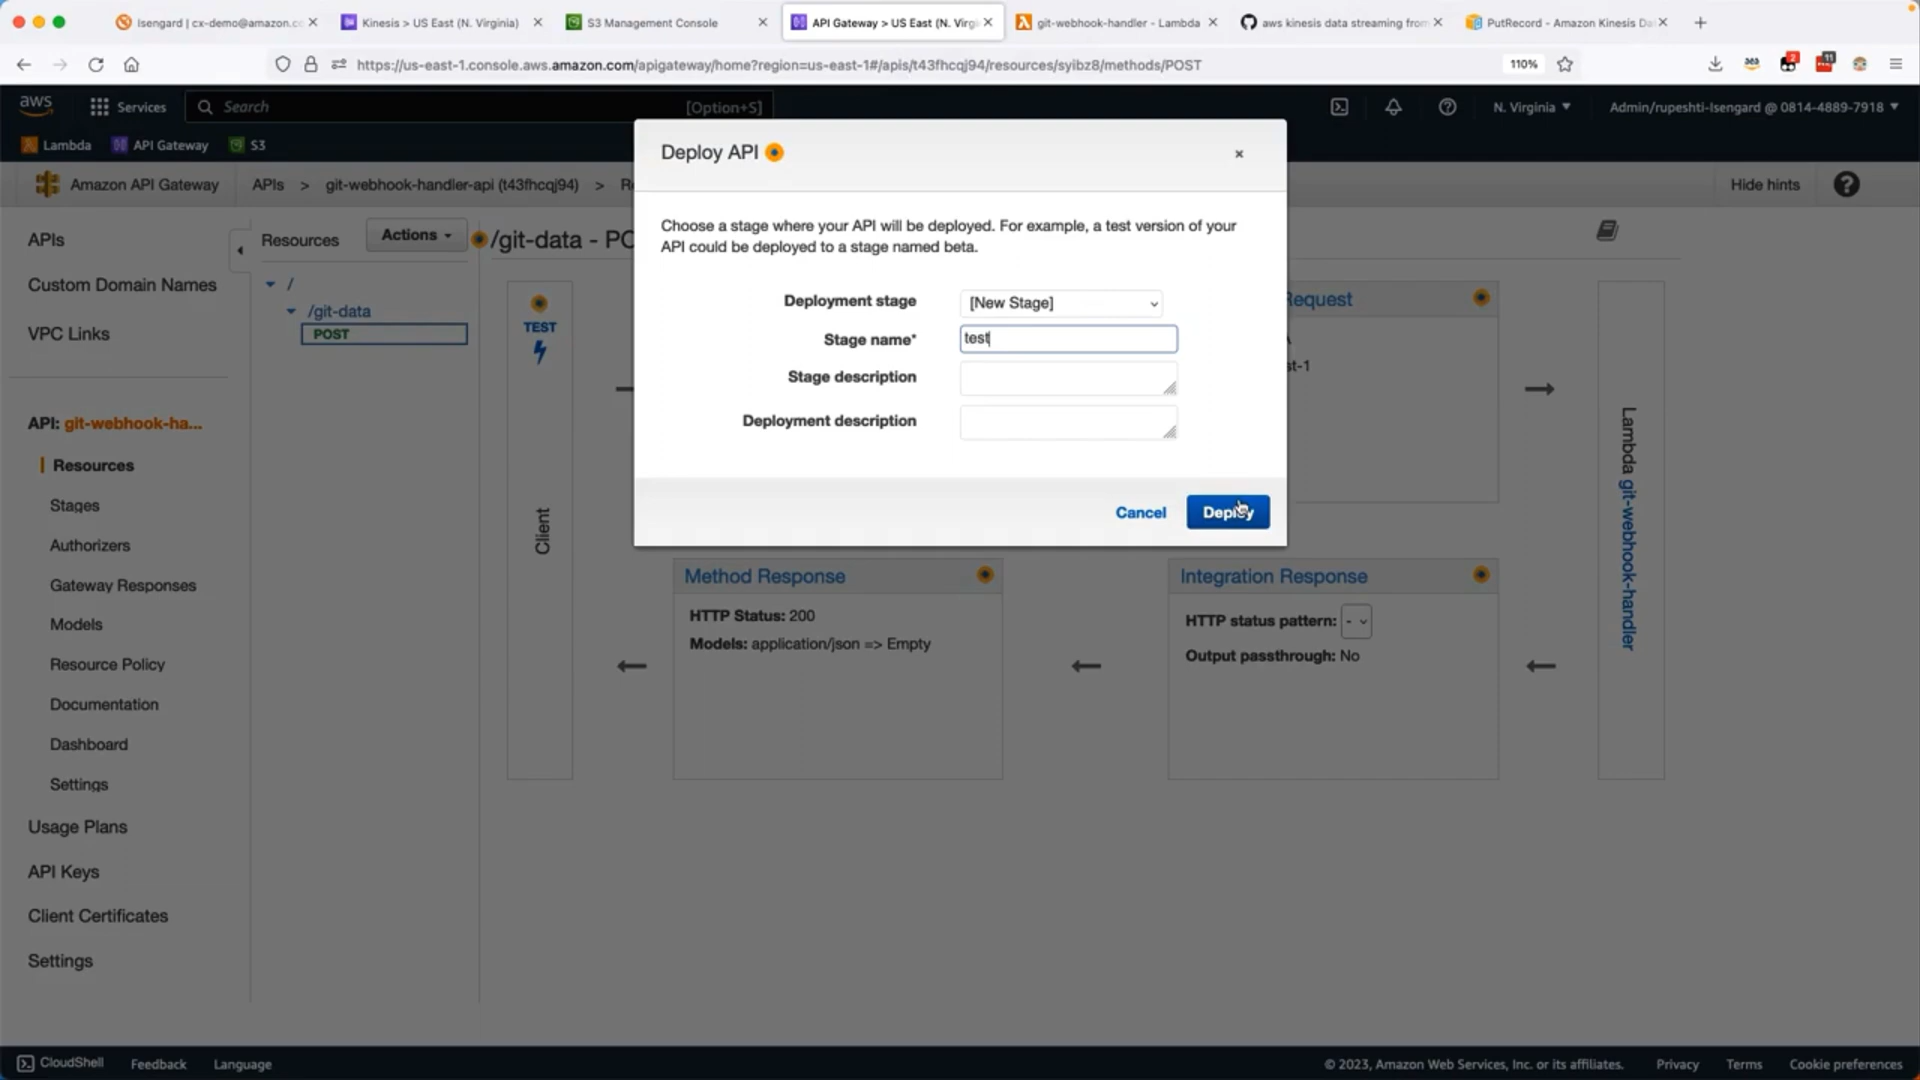 Isengard | cx-demo@amazon.co
Kinesis > US East (N. Virginia)
S3 Management Console
API Gateway > US East (N. Virgi
git-webhook-handler - Lambda
aws kinesis data streaming from
PutRecord - Amazon Kinesis Da
https://us-east-1.console.aws.amazon.com/apigateway/home?region=us-east-1#/apis/t43fhcqj94/resources/syibz8/methods/POST
110%
2
11
aws
Services
Search
[Option+S]
N. Virginia
Admin/rupeshti-Isengard @ 0814-4889-7918
Lambda
API Gateway
S3
Amazon API Gateway
APIs > git-webhook-handler-api (t43fhcqj94) > R
Hide hints
APIs
Custom Domain Names
VPC Links
API: git-webhook-ha...
Resources
Stages
Authorizers
Gateway Responses
Models
Resource Policy
Documentation
Dashboard
Settings
Usage Plans
API Keys
Client Certificates
Settings
Resources
Actions
/
/git-data
POST
/git-data - PO
TEST
Client
Deploy API
Choose a stage where your API will be deployed. For example, a test version of your
API could be deployed to a stage named beta.
Deployment stage
[New Stage]
Stage name*
test
Stage description
Deployment description
Cancel
Deploy
Request
st-1
Lambda git-webhook-handler
Method Response
HTTP Status: 200
Models: application/json => Empty
Integration Response
HTTP status pattern: -
Output passthrough: No
CloudShell
Feedback
Language
© 2023, Amazon Web Services, Inc. or its affiliates.
Privacy
Terms
Cookie preferences